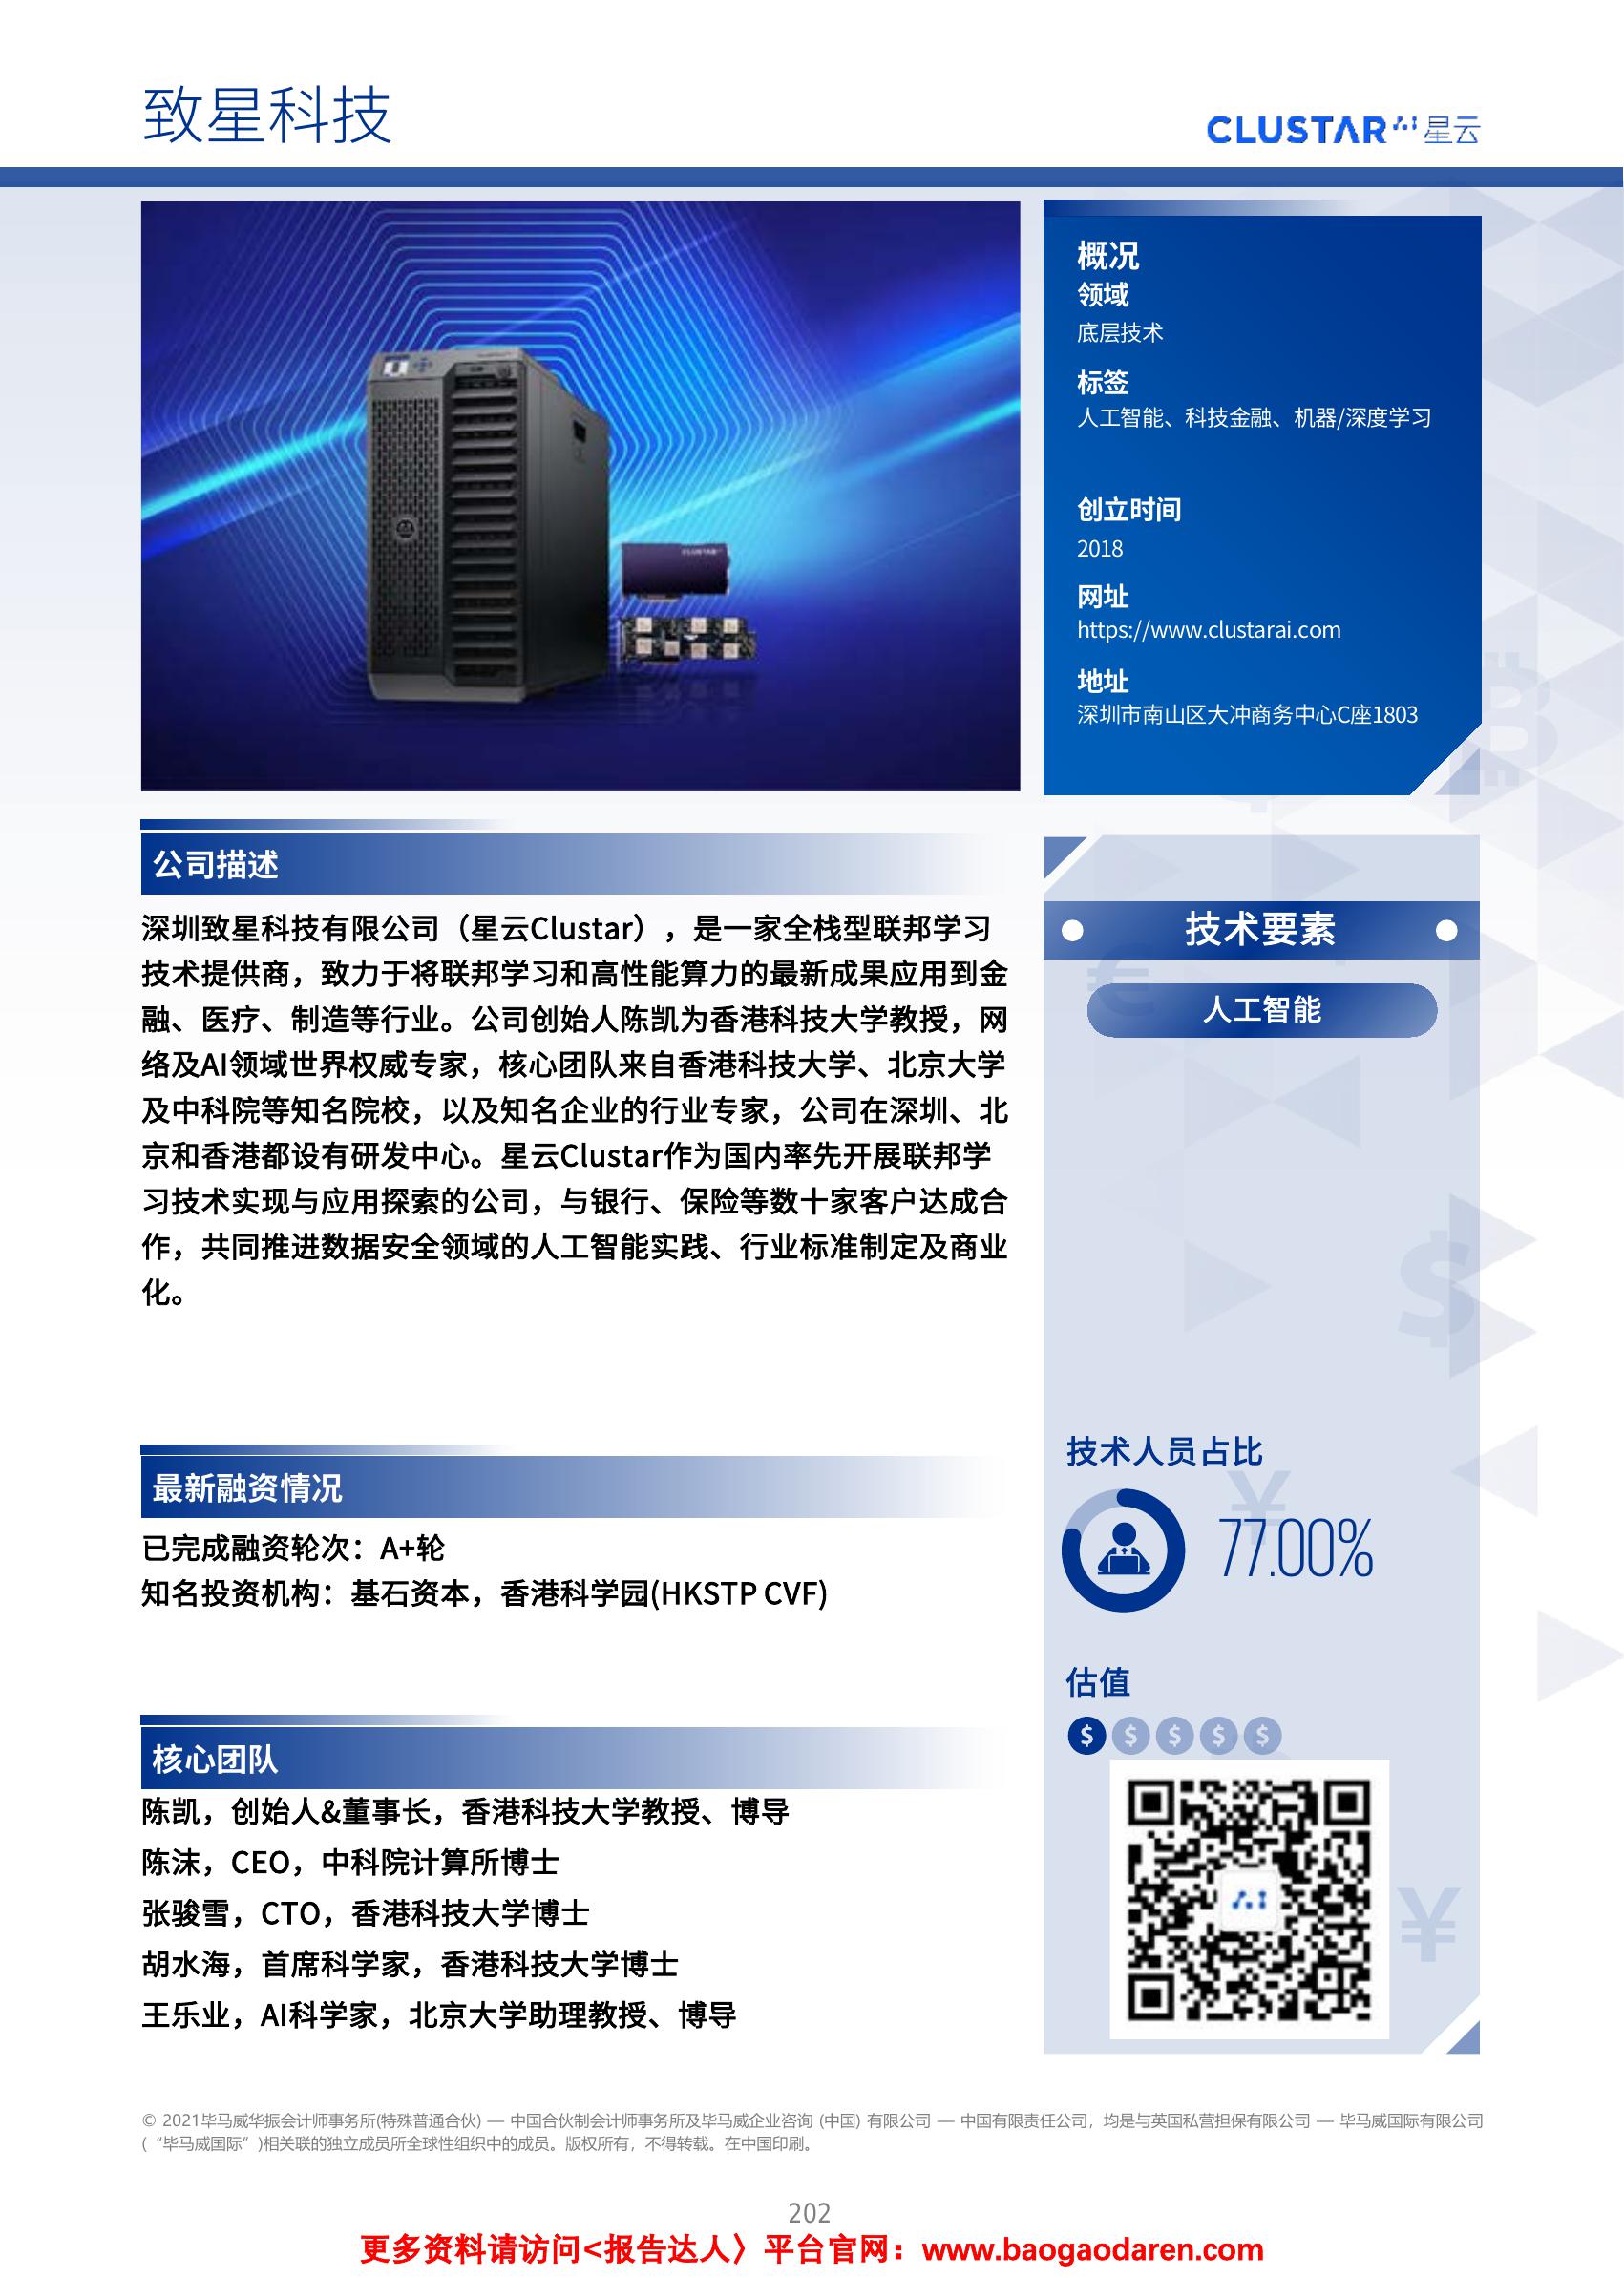 致星科技
CLUSTAR AI 星云
CLUSTAR
概况
领域
底层技术
标签
人工智能、科技金融、机器/深度学习
创立时间
2018
网址
https://www.clustarai.com
地址
深圳市南山区大冲商务中心C座1803
公司描述
深圳致星科技有限公司（星云Clustar），是一家全栈型联邦学习
技术提供商，致力于将联邦学习和高性能算力的最新成果应用到金
融、医疗、制造等行业。公司创始人陈凯为香港科技大学教授，网
络及AI领域世界权威专家，核心团队来自香港科技大学、北京大学
及中科院等知名院校，以及知名企业的行业专家，公司在深圳、北
京和香港都设有研发中心。星云Clustar作为国内率先开展联邦学
习技术实现与应用探索的公司，与银行、保险等数十家客户达成合
作，共同推进数据安全领域的人工智能实践、行业标准制定及商业
化。
最新融资情况
已完成融资轮次：A+轮
知名投资机构：基石资本，香港科学园(HKSTP CVF)
核心团队
陈凯，创始人&董事长，香港科技大学教授、博导
陈沫，CEO，中科院计算所博士
张骏雪，CTO，香港科技大学博士
胡水海，首席科学家，香港科技大学博士
王乐业，AI科学家，北京大学助理教授、博导
技术要素
人工智能
技术人员占比
77.00%
估值
$ $ $ $ $
© 2021毕马威华振会计师事务所(特殊普通合伙) — 中国合伙制会计师事务所及毕马威企业咨询 (中国) 有限公司 — 中国有限责任公司，均是与英国私营担保有限公司 — 毕马威国际有限公司
(“毕马威国际”)相关联的独立成员所全球性组织中的成员。版权所有，不得转载。在中国印刷。
202
更多资料请访问<报告达人〉平台官网：www.baogaodaren.com